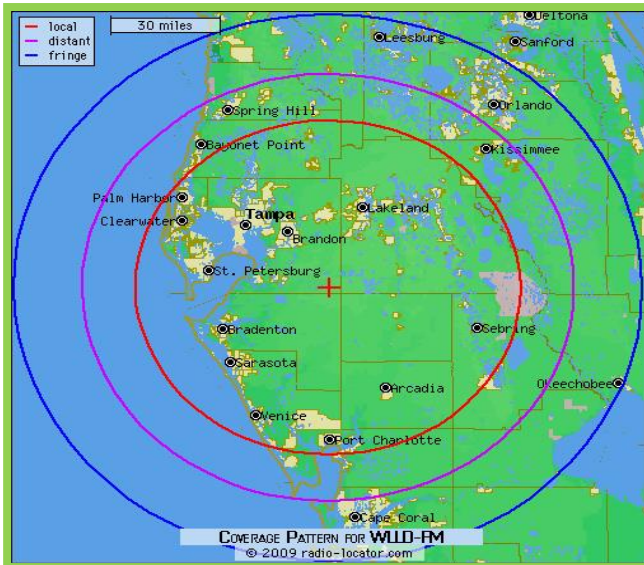 local
distant
fringe
30 miles
Deltona
Leesburg
Sanford
Orlando
Spring Hill
Bayonet Point
Kissimmee
Palm Harbor
Lakeland
Clearwater
Tampa
Brandon
St. Petersburg
Bradenton
Sebring
Sarasota
Okeechobee
Arcadia
Venice
Port Charlotte
Cape Coral
COVERAGE PATTERN FOR WLLD-FM
© 2009 radio-locator.com